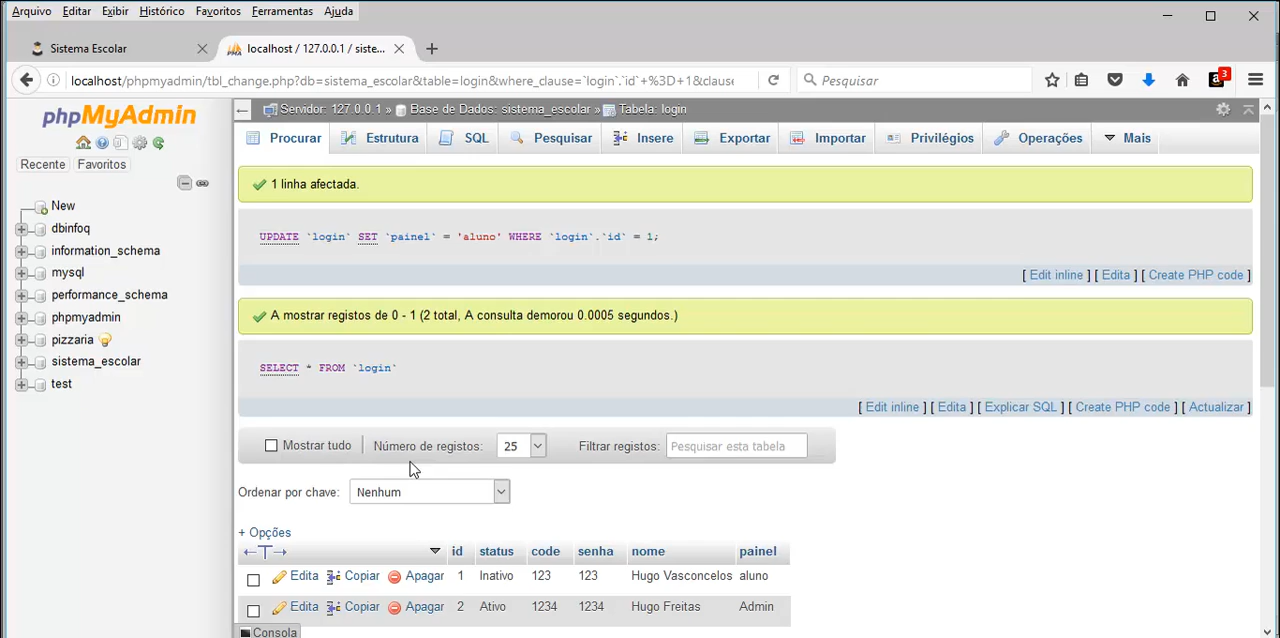 Arquivo Editar Exibir Histórico Favoritos Ferramentas Ajuda
Sistema Escolar
localhost / 127.0.0.1 / siste...
localhost/phpmyadmin/tbl_change.php?db=sistema_escolar&table=login&where_clause=`login`.`id`+%3D+1&claus
Pesquisar
3
phpMyAdmin
Recente Favoritos
New
dbinfoq
information_schema
mysql
performance_schema
phpmyadmin
pizzaria
sistema_escolar
test
Servidor: 127.0.0.1 » Base de Dados: sistema_escolar » Tabela: login
Procurar Estrutura SQL Pesquisar Insere Exportar Importar Privilégios Operações Mais
1 linha afectada.
UPDATE `login` SET `painel` = 'aluno' WHERE `login`.`id` = 1;
[ Edit inline ] [ Edita ] [ Create PHP code ]
A mostrar registos de 0 - 1 (2 total, A consulta demorou 0.0005 segundos.)
SELECT * FROM `login`
[ Edit inline ] [ Edita ] [ Explicar SQL ] [ Create PHP code ] [ Actualizar ]
Mostrar tudo Número de registos: 25 Filtrar registos: Pesquisar esta tabela
Ordenar por chave: Nenhum
+ Opções
←T→ id status code senha nome painel
Edita Copiar Apagar 1 Inativo 123 123 Hugo Vasconcelos aluno
Edita Copiar Apagar 2 Ativo 1234 1234 Hugo Freitas Admin
Consola